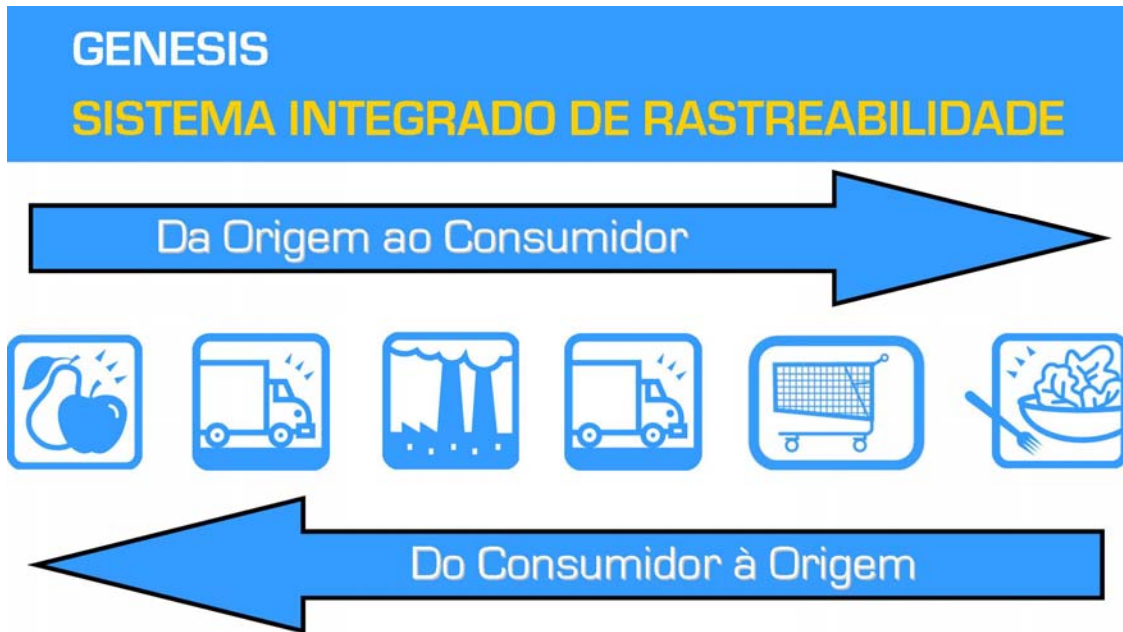 GENESIS
SISTEMA INTEGRADO DE RASTREABILIDADE
Da Origem ao Consumidor
Do Consumidor à Origem